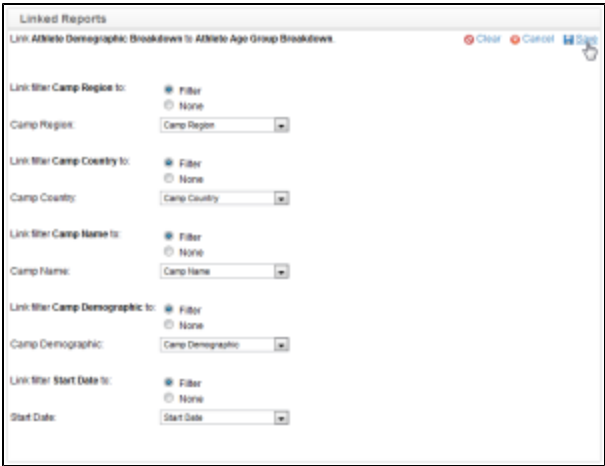 Linked Reports
Link Athlete Demographic Breakdown to Athlete Age Group Breakdown. Clear Cancel Save
Link filter Camp Region to: Filter
None
Camp Region: Camp Region
Link filter Camp Country to: Filter
None
Camp Country: Camp Country
Link filter Camp Name to: Filter
None
Camp Name: Camp Name
Link filter Camp Demographic to: Filter
None
Camp Demographic: Camp Demographic
Link filter Start Date to: Filter
None
Start Date: Start Date